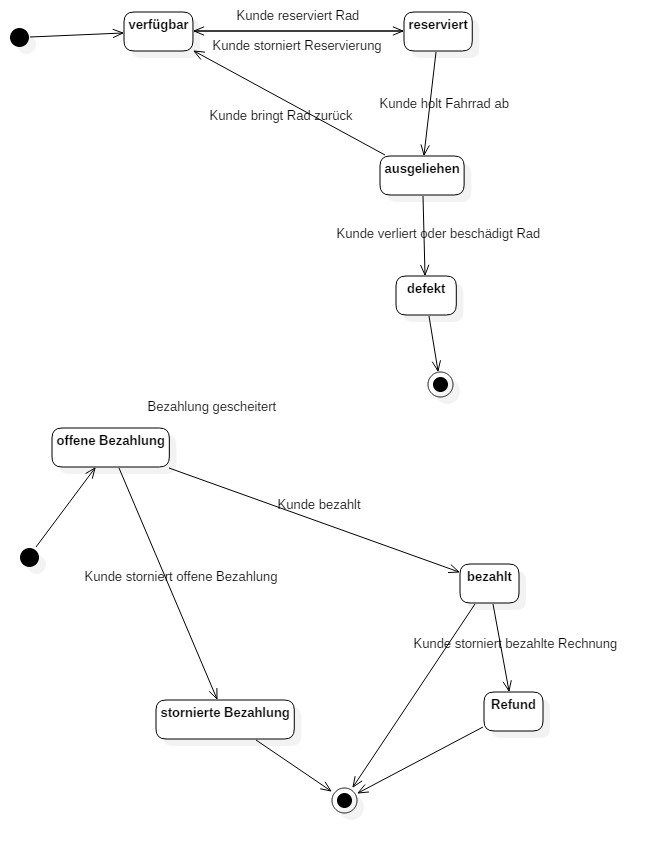 Kunde reserviert Rad
verfügbar
reserviert
Kunde storniert Reservierung
Kunde holt Fahrrad ab
Kunde bringt Rad zurück
ausgeliehen
Kunde verliert oder beschädigt Rad
defekt
Bezahlung gescheitert
offene Bezahlung
Kunde bezahlt
Kunde storniert offene Bezahlung
bezahlt
Kunde storniert bezahlte Rechnung
Refund
stornierte Bezahlung